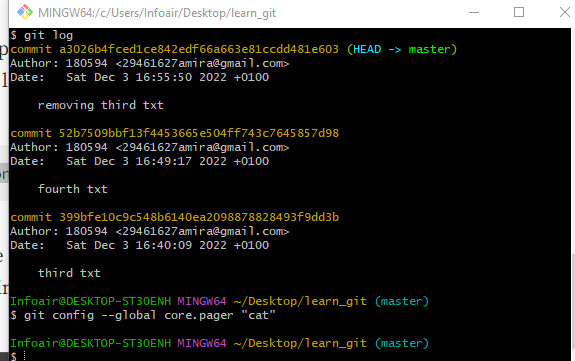 MINGW64:/c/Users/Infoair/Desktop/learn_git
$ git log
commit a3026b4fced1ce842edf66a663e81ccdd481e603 (HEAD -> master)
Author: 180594 <29461627amira@gmail.com>
Date:   Sat Dec 3 16:55:50 2022 +0100
removing third txt
commit 52b7509bbf13f4453665e504ff743c7645857d98
Author: 180594 <29461627amira@gmail.com>
Date:   Sat Dec 3 16:49:17 2022 +0100
fourth txt
commit 399bfe10c9c548b6140ea2098878828493f9dd3b
Author: 180594 <29461627amira@gmail.com>
Date:   Sat Dec 3 16:40:09 2022 +0100
third txt
Infoair@DESKTOP-ST3OENH MINGW64 ~/Desktop/learn_git (master)
$ git config --global core.pager "cat"
Infoair@DESKTOP-ST3OENH MINGW64 ~/Desktop/learn_git (master)
$